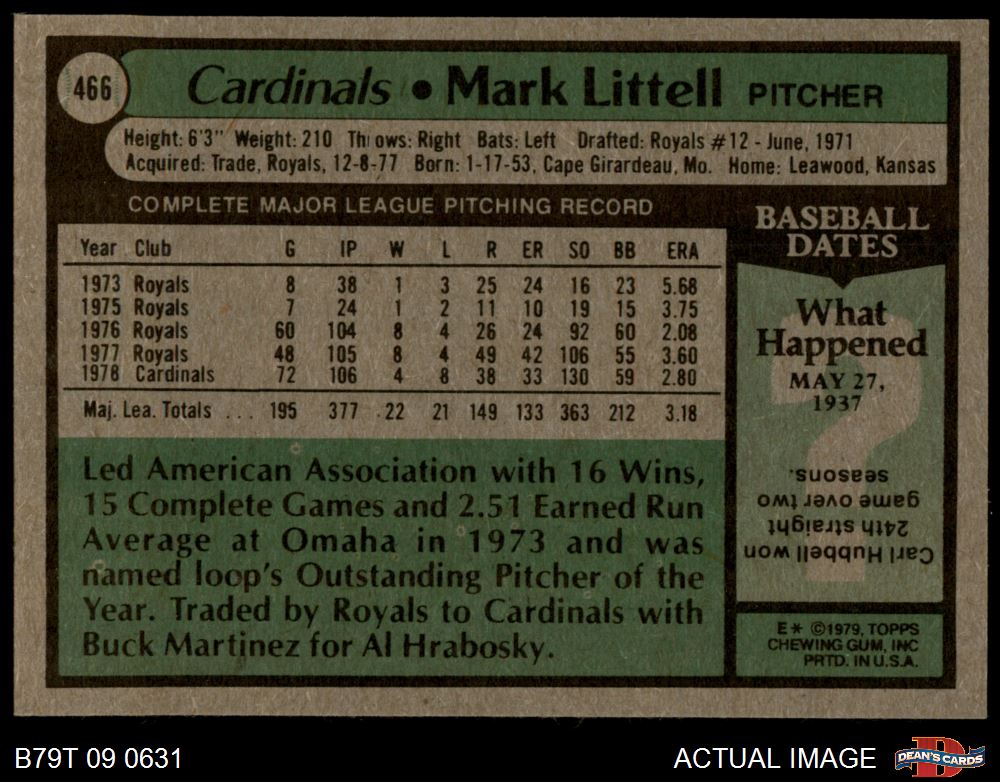 466
Cardinals • Mark Littell PITCHER
Height: 6'3" Weight: 210 Throws: Right Bats: Left Drafted: Royals #12 - June, 1971
Acquired: Trade, Royals, 12-8-77 Born: 1-17-53, Cape Girardeau, Mo. Home: Leawood, Kansas
COMPLETE MAJOR LEAGUE PITCHING RECORD
Year Club G IP W L R ER SO BB ERA
1973 Royals 8 38 1 3 25 24 16 23 5.68
1975 Royals 7 24 1 2 11 10 19 15 3.75
1976 Royals 60 104 8 4 26 24 92 60 2.08
1977 Royals 48 105 8 4 49 42 106 55 3.60
1978 Cardinals 72 106 4 8 38 33 130 59 2.80
Maj. Lea. Totals ... 195 377 22 21 149 133 363 212 3.18
Led American Association with 16 Wins,
15 Complete Games and 2.51 Earned Run
Average at Omaha in 1973 and was
named loop's Outstanding Pitcher of the
Year. Traded by Royals to Cardinals with
Buck Martinez for Al Hrabosky.
BASEBALL
DATES
What
Happened
MAY 27,
1937
?
Carl Hubbell won
24th straight
game over two
seasons.
E* ©1979, TOPPS
CHEWING GUM, INC
PRTD. IN U.S.A.
B79T 09 0631
ACTUAL IMAGE
D
DEAN'S CARDS